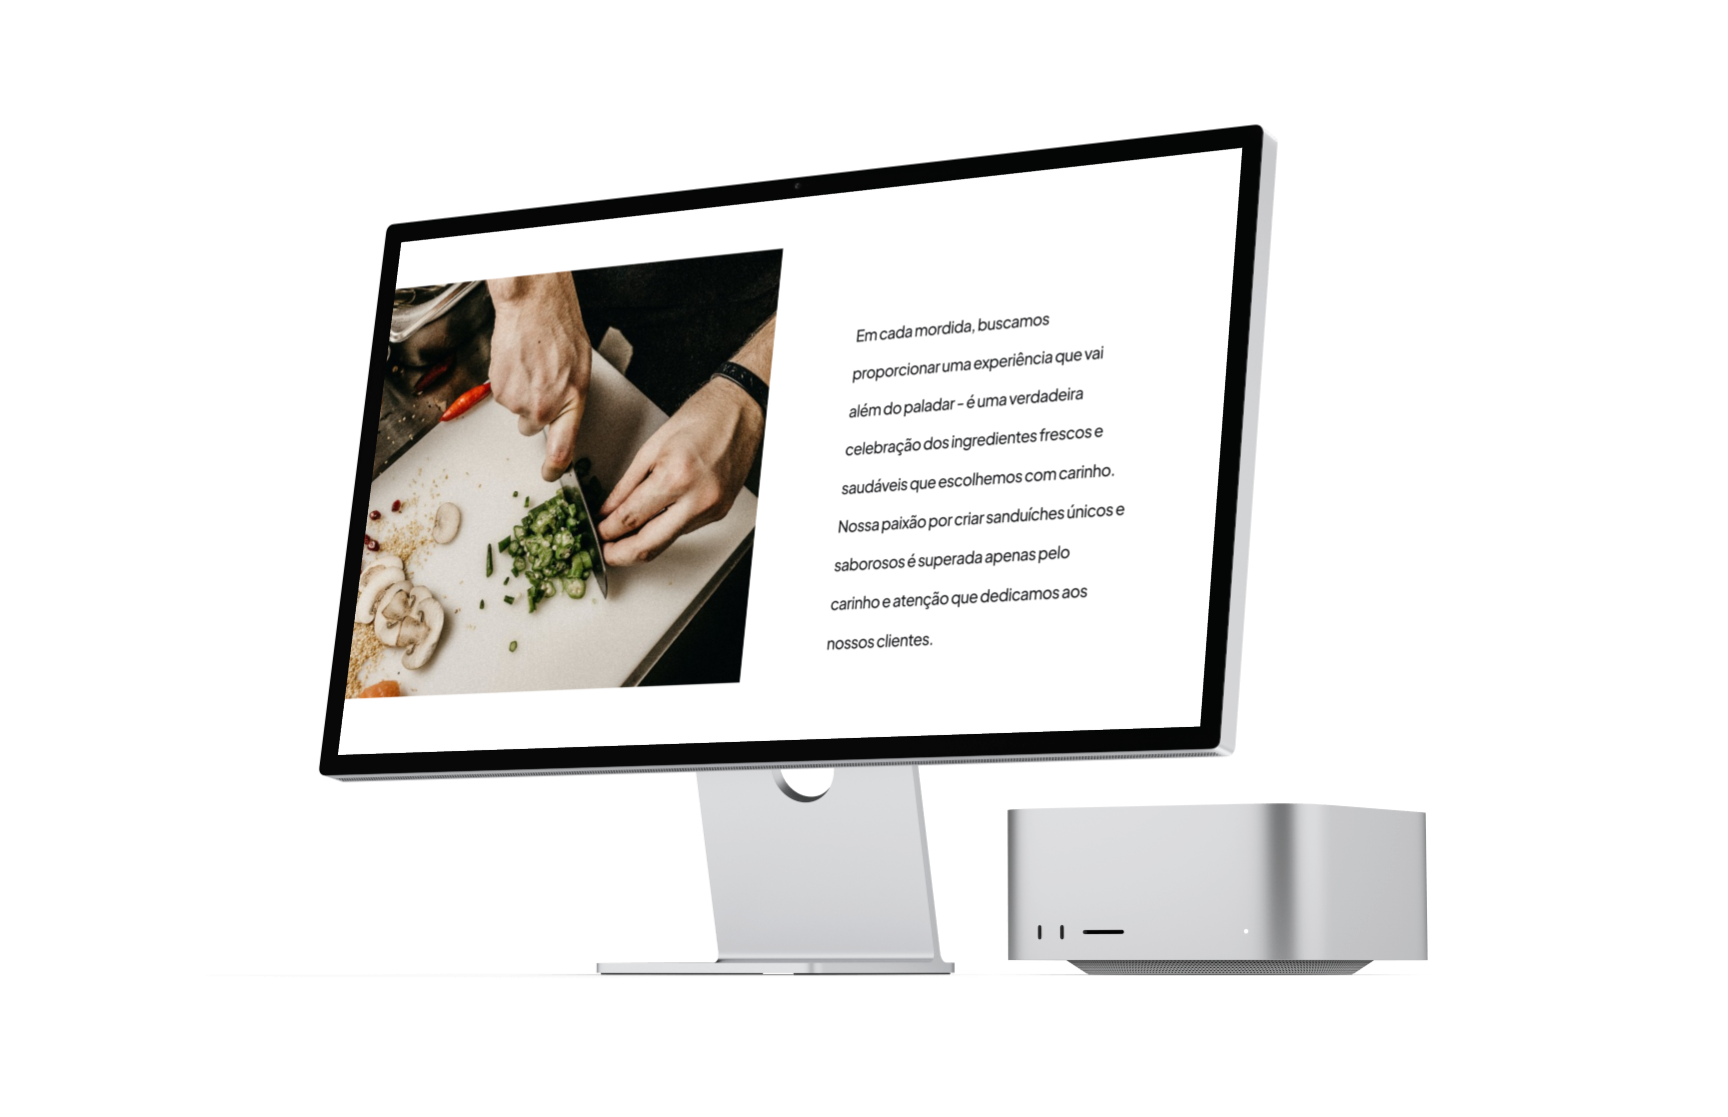 Em cada mordida, buscamos
proporcionar uma experiência que vai
além do paladar - é uma verdadeira
celebração dos ingredientes frescos e
saudáveis que escolhemos com carinho.
Nossa paixão por criar sanduíches únicos e
saborosos é superada apenas pelo
carinho e atenção que dedicamos aos
nossos clientes.